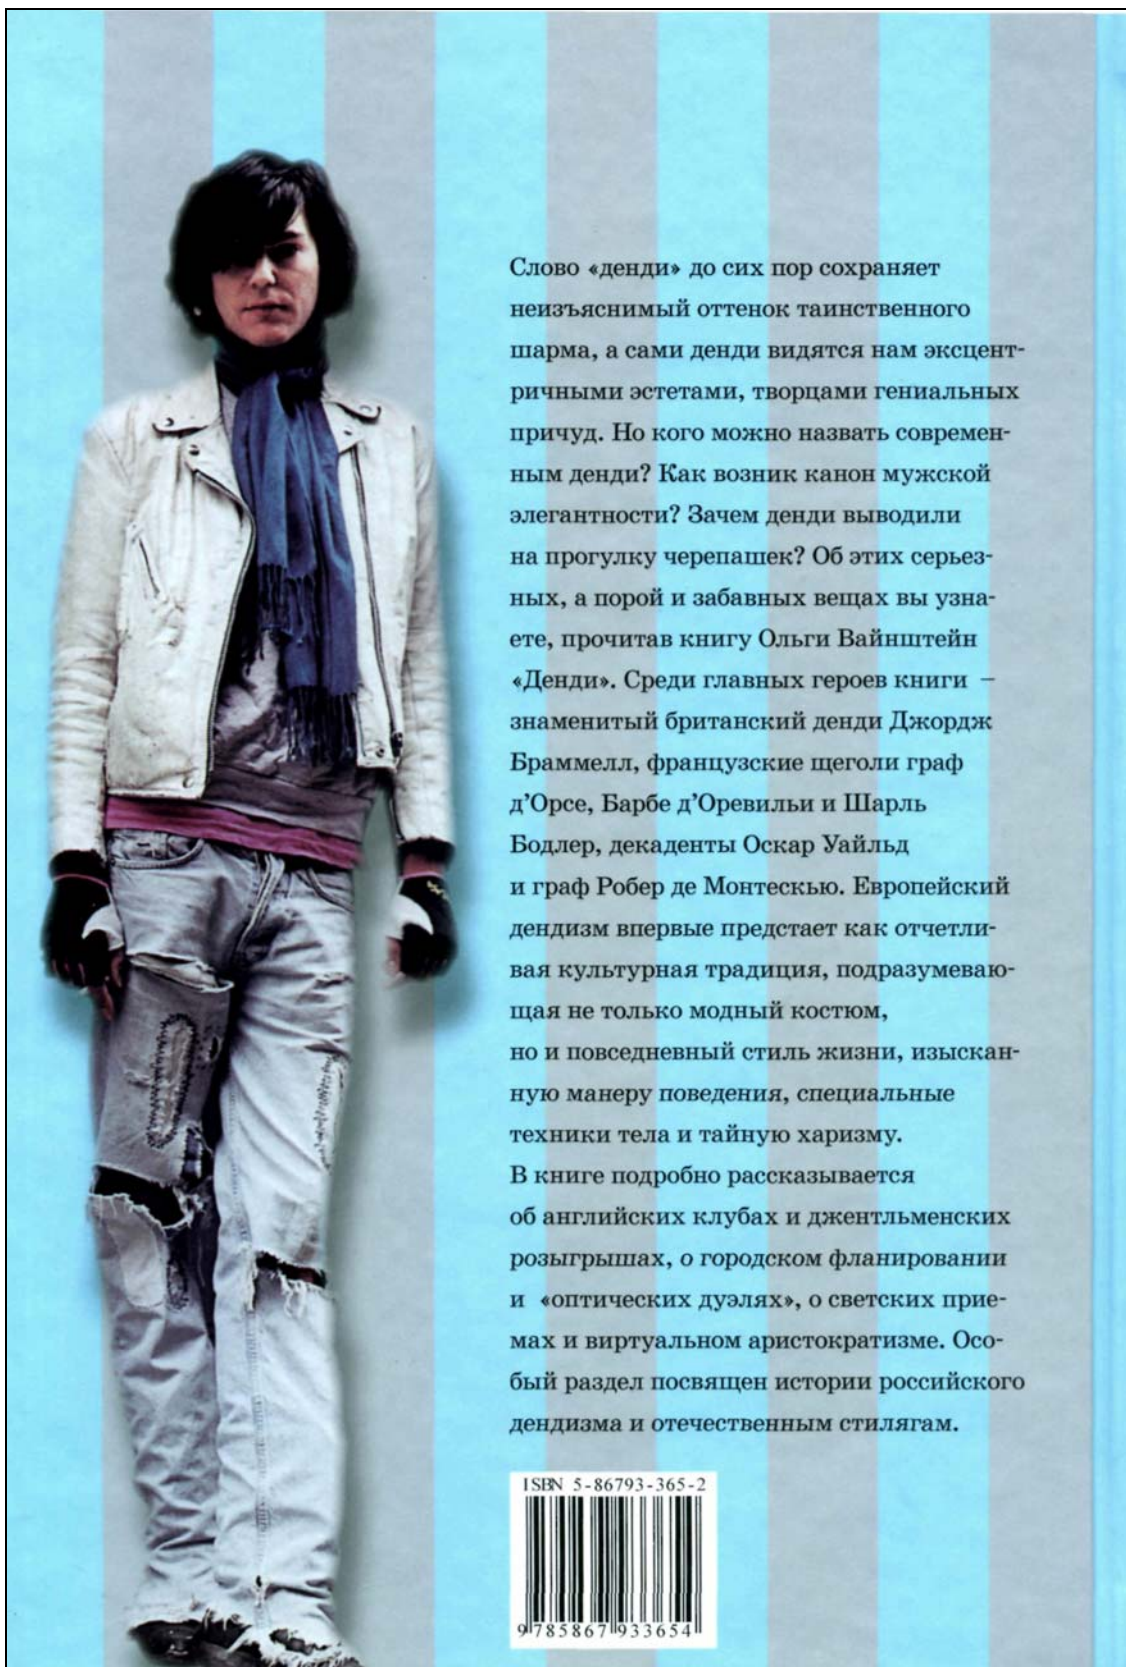 Слово «денди» до сих пор сохраняет
неизъяснимый оттенок таинственного
шарма, а сами денди видятся нам эксцент-
ричными эстетами, творцами гениальных
причуд. Но кого можно назвать современ-
ным денди? Как возник канон мужской
элегантности? Зачем денди выводили
на прогулку черепашек? Об этих серьез-
ных, а порой и забавных вещах вы узна-
ете, прочитав книгу Ольги Вайнштейн
«Денди». Среди главных героев книги –
знаменитый британский денди Джордж
Браммелл, французские щеголи граф
д’Орсе, Барбе д’Оревильи и Шарль
Бодлер, декаденты Оскар Уайльд
и граф Робер де Монтескью. Европейский
дендизм впервые предстает как отчетли-
вая культурная традиция, подразумеваю-
щая не только модный костюм,
но и повседневный стиль жизни, изыскан-
ную манеру поведения, специальные
техники тела и тайную харизму.
В книге подробно рассказывается
об английских клубах и джентльменских
розыгрышах, о городском фланировании
и «оптических дуэлях», о светских прие-
мах и виртуальном аристократизме. Осо-
бый раздел посвящен истории российского
дендизма и отечественным стилягам.
ISBN 5-86793-365-2
9 785867 933654